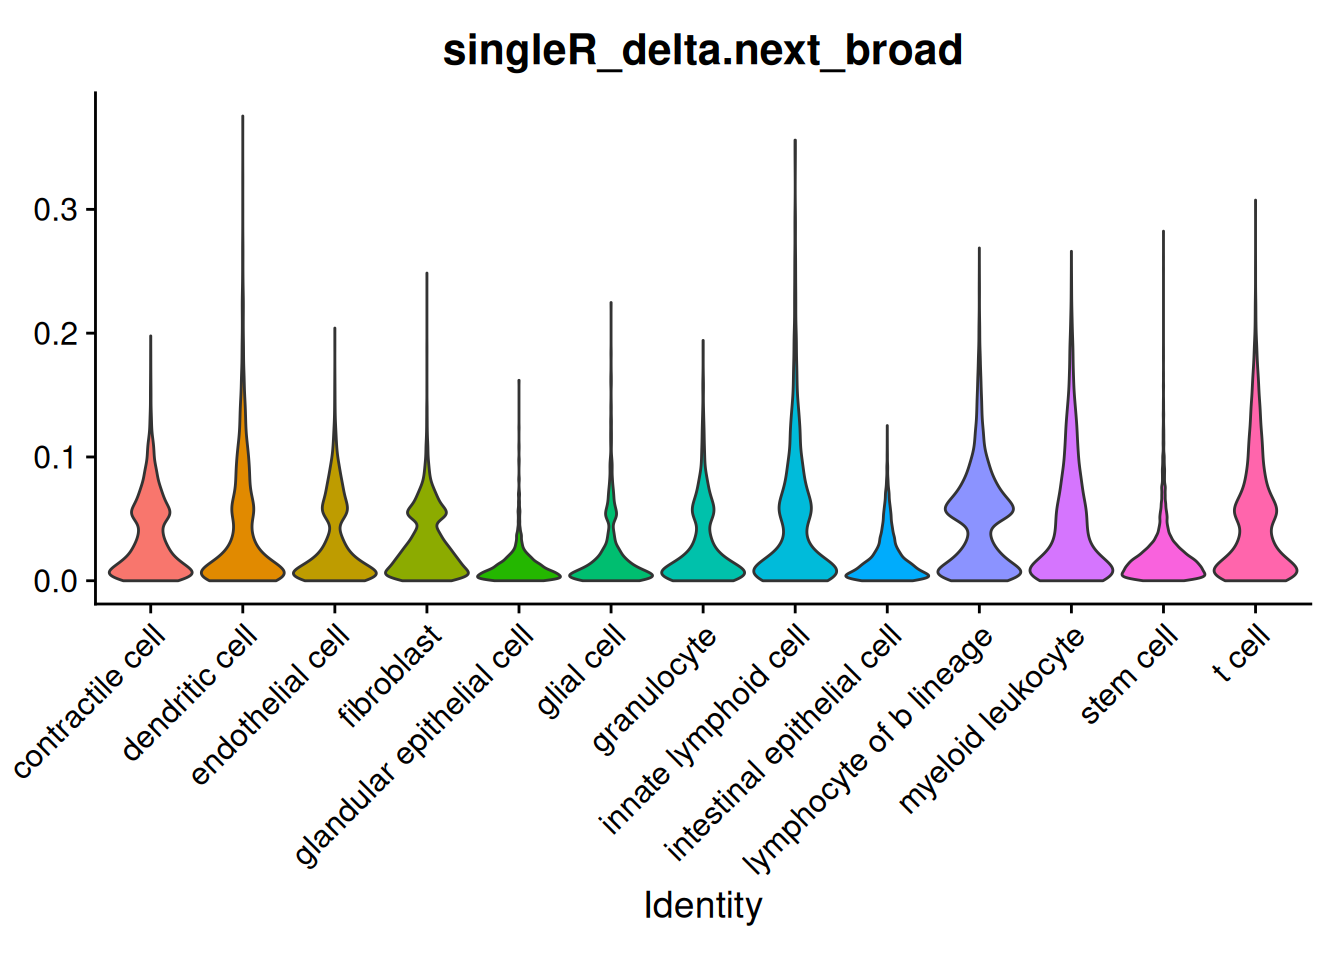 singleR_delta.next_broad
0.3
0.2
0.1
0.0
contractile cell
dendritic cell
endothelial cell
fibroblast
glandular epithelial cell
glial cell
granulocyte
innate lymphoid cell
intestinal epithelial cell
lymphocyte of b lineage
myeloid leukocyte
stem cell
t cell
Identity